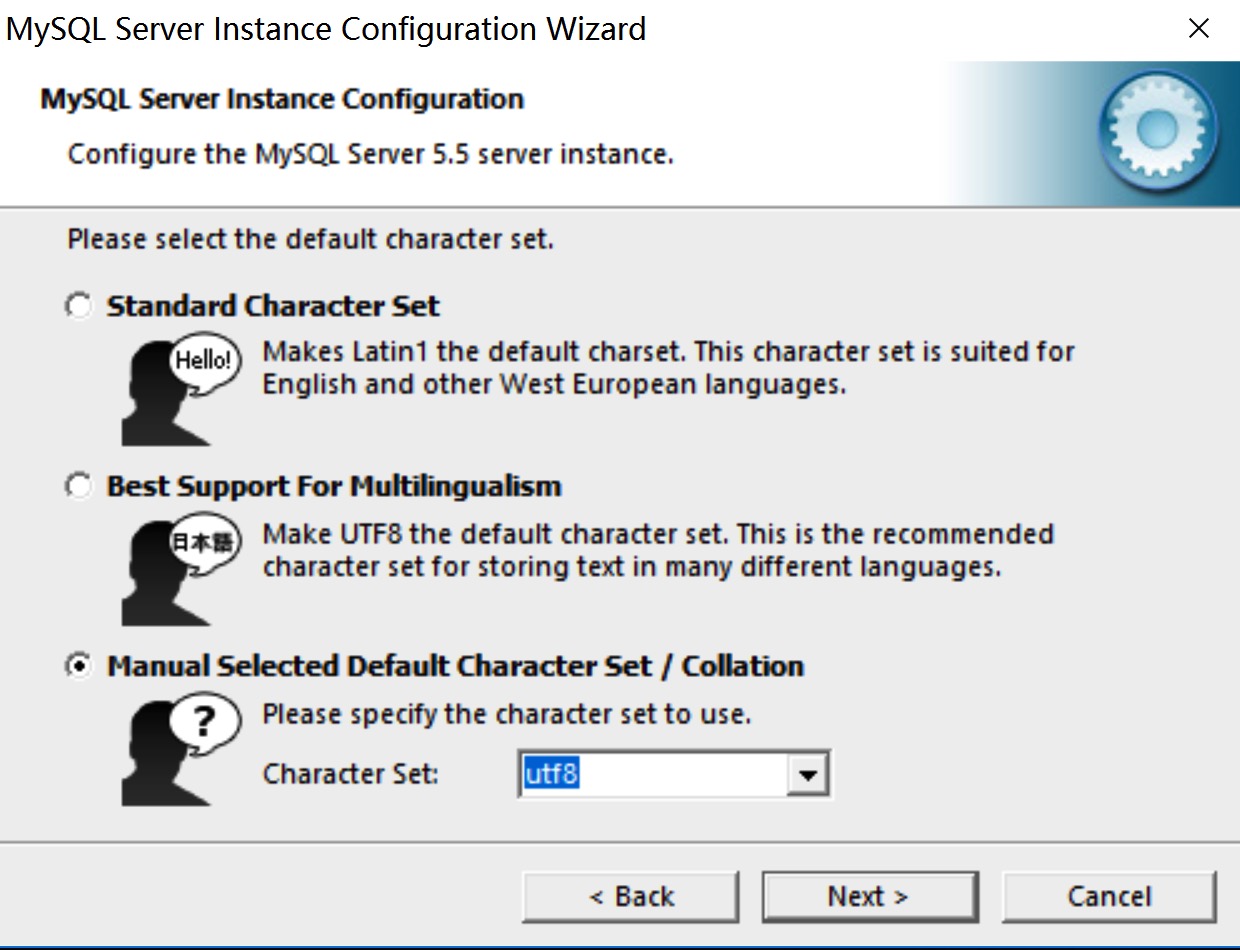 MySQL Server Instance Configuration Wizard
MySQL Server Instance Configuration
Configure the MySQL Server 5.5 server instance.
Please select the default character set.
Standard Character Set
Hello!
Makes Latin1 the default charset. This character set is suited for
English and other West European languages.
Best Support For Multilingualism
日本語
Make UTF8 the default character set. This is the recommended
character set for storing text in many different languages.
Manual Selected Default Character Set / Collation
?
Please specify the character set to use.
Character Set: utf8
< Back Next > Cancel